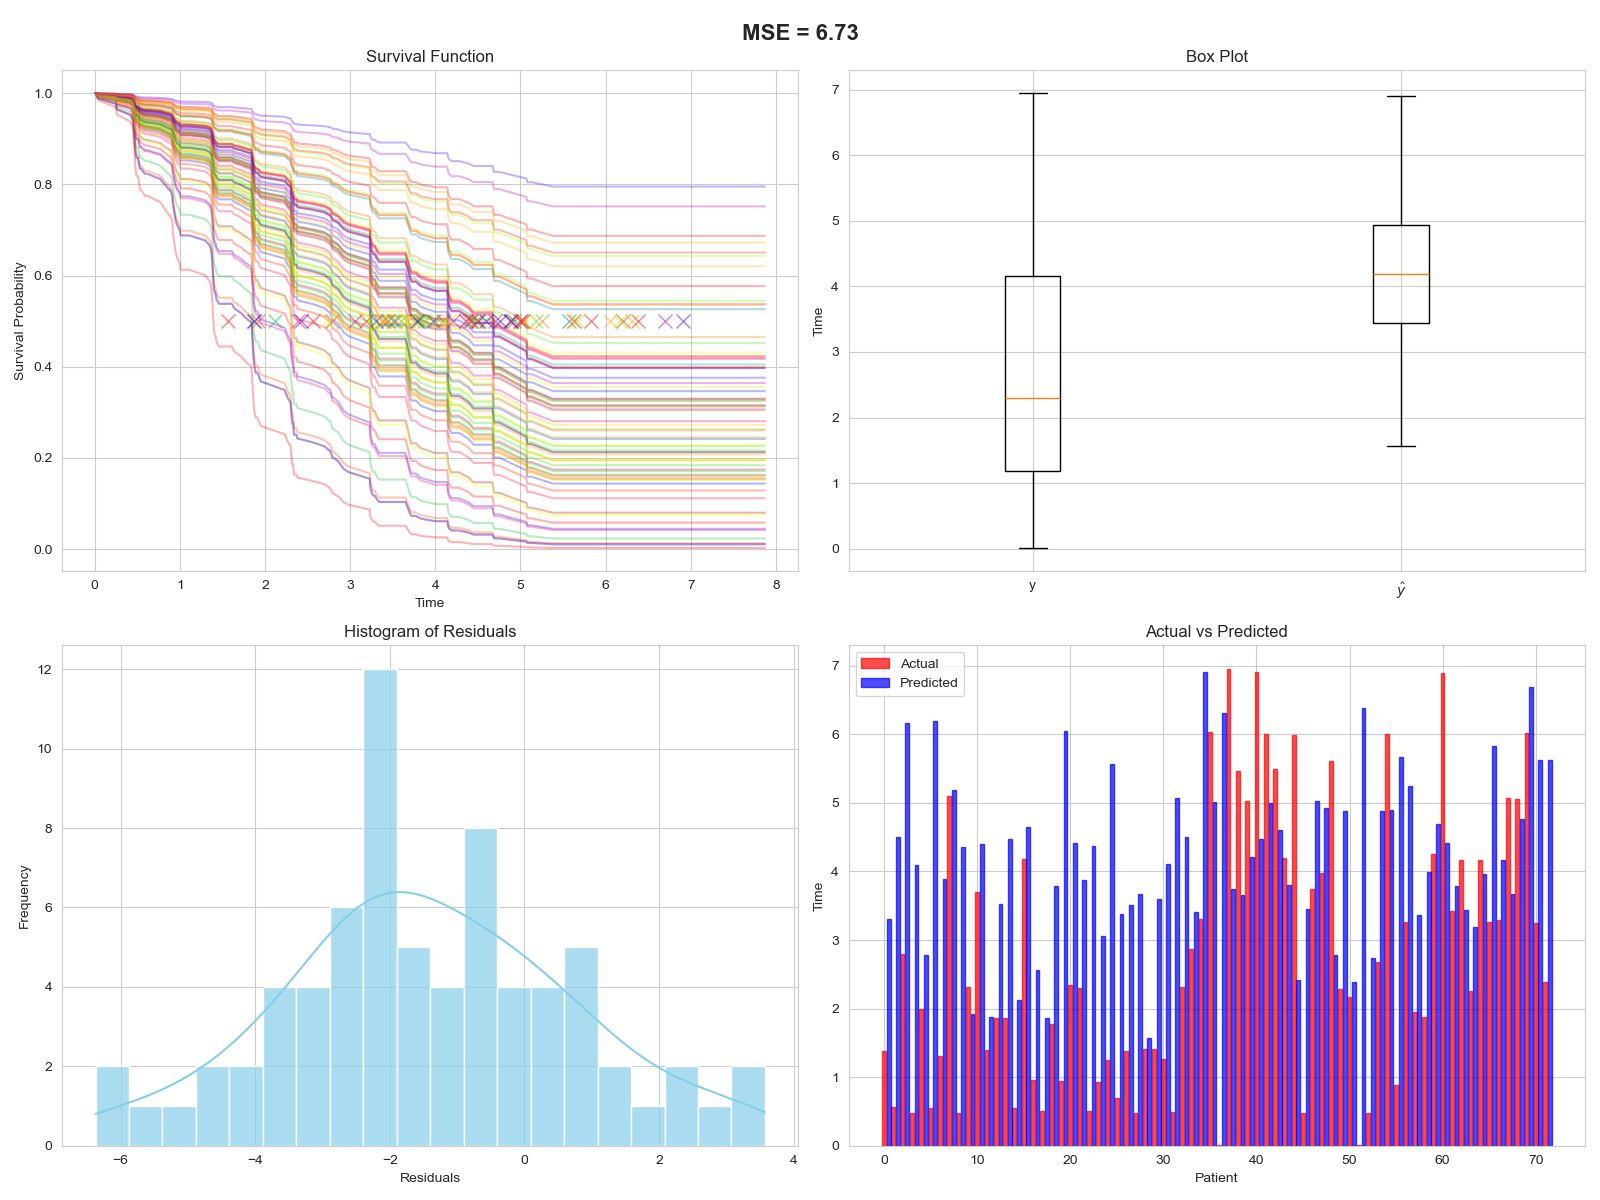 MSE = 6.73
Survival Function
1.0
0.8
0.6
0.4
0.2
0.0
Survival Probability
0 1 2 3 4 5 6 7 8
Time
Box Plot
7
6
5
4
3
2
1
0
Time
y ŷ
Histogram of Residuals
12
10
8
6
4
2
0
Frequency
−6 −4 −2 0 2 4
Residuals
Actual vs Predicted
Actual
Predicted
7
6
5
4
3
2
1
0
Time
0 10 20 30 40 50 60 70
Patient